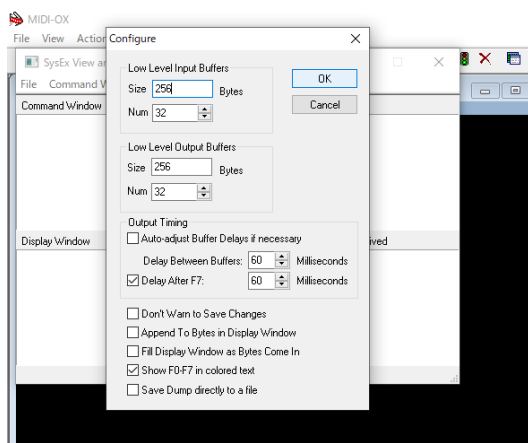 MIDI-OX
File View Action
SysEx View an
File Command W
Command Window
Display Window
ived
Configure
Low Level Input Buffers
Size 256 Bytes
Num 32
OK
Cancel
Low Level Output Buffers
Size 256 Bytes
Num 32
Output Timing
Auto-adjust Buffer Delays if necessary
Delay Between Buffers: 60 Milliseconds
Delay After F7: 60 Milliseconds
Don't Warn to Save Changes
Append To Bytes in Display Window
Fill Display Window as Bytes Come In
Show F0-F7 in colored text
Save Dump directly to a file